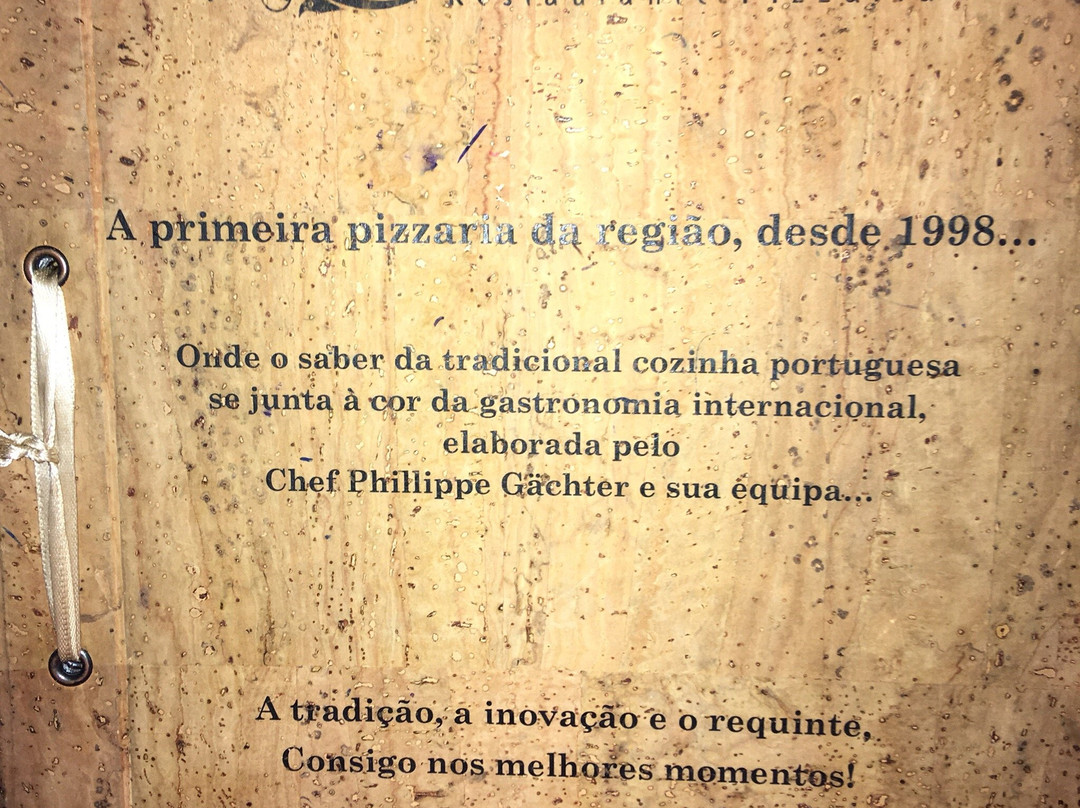 A primeira pizzaria da região, desde 1998...
Onde o saber da tradicional cozinha portuguesa
se junta à cor da gastronomia internacional,
elaborada pelo
Chef Phillippe Gächter e sua equipa...
A tradição, a inovação e o requinte,
Consigo nos melhores momentos!